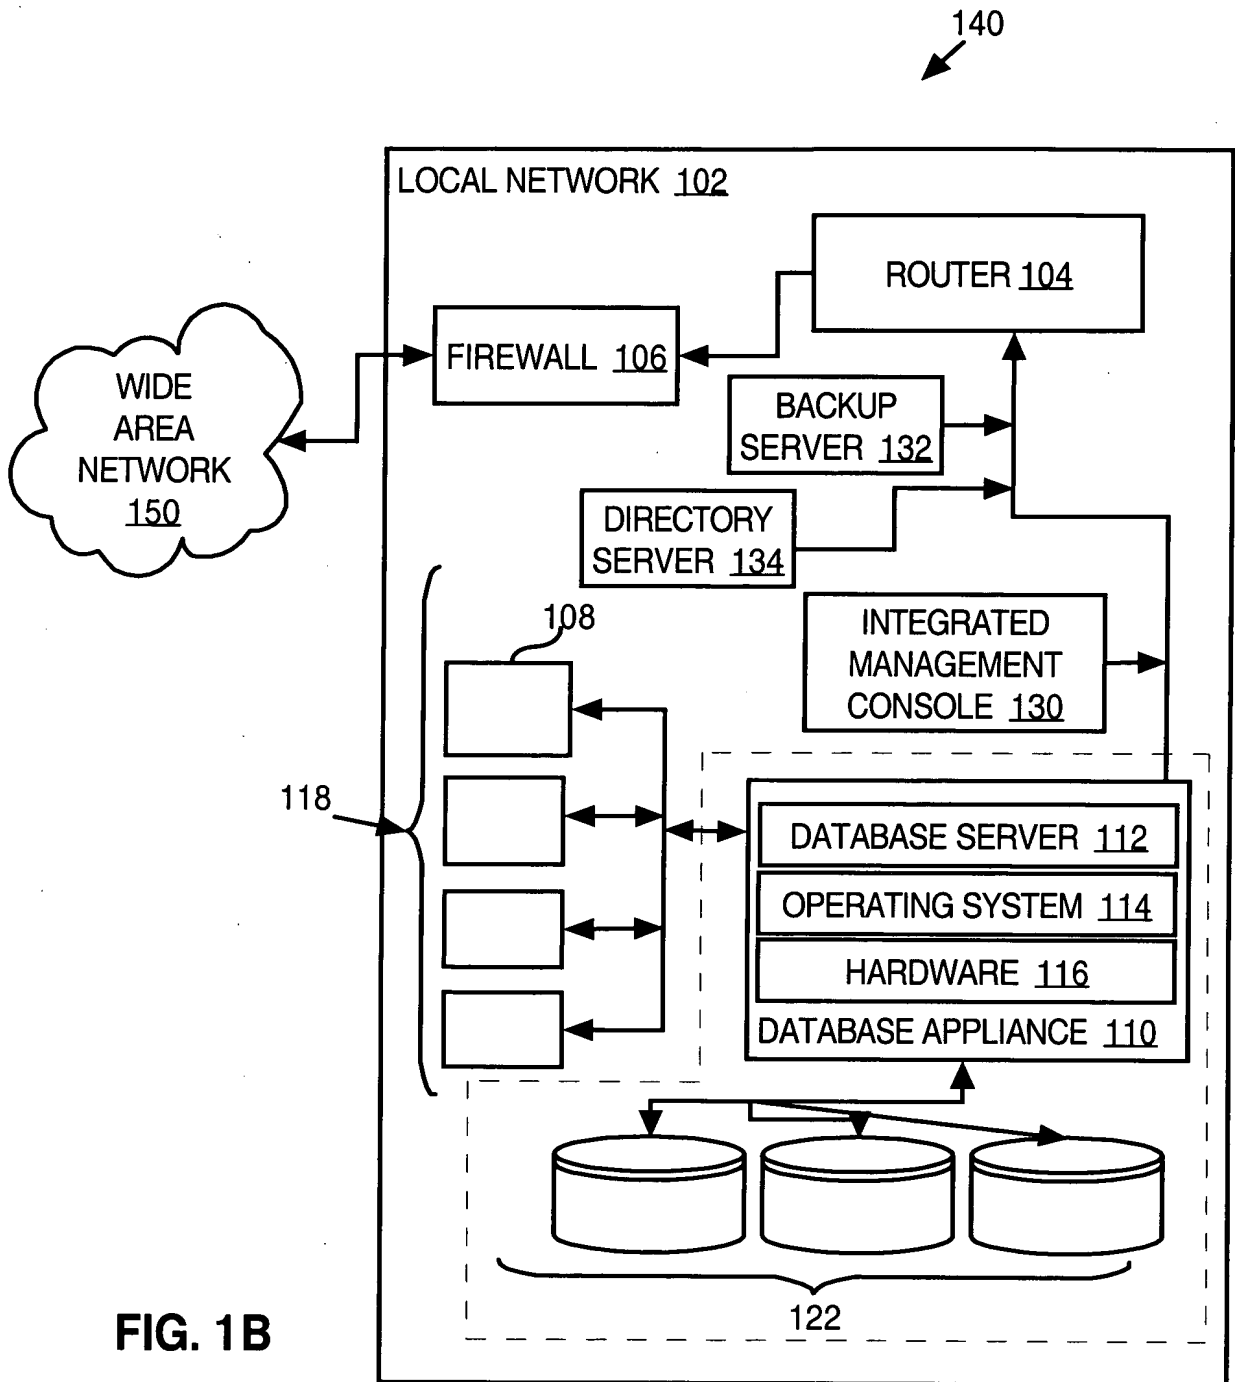 140
LOCAL NETWORK 102
ROUTER 104
FIREWALL 106
WIDE
AREA
NETWORK
150
BACKUP
SERVER 132
DIRECTORY
SERVER 134
108
INTEGRATED
MANAGEMENT
CONSOLE 130
118
DATABASE SERVER 112
OPERATING SYSTEM 114
HARDWARE 116
DATABASE APPLIANCE 110
122
FIG. 1B